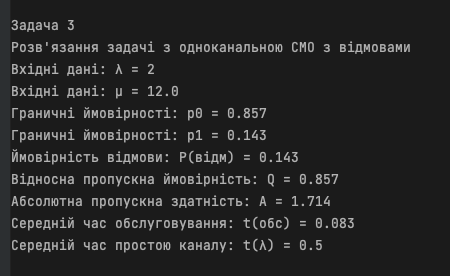 Задача 3
Розв'язання задачі з одноканальною СМО з відмовами
Вхідні дані: λ = 2
Вхідні дані: μ = 12.0
Граничні ймовірності: p0 = 0.857
Граничні ймовірності: p1 = 0.143
Ймовірність відмови: P(відм) = 0.143
Відносна пропускна ймовірність: Q = 0.857
Абсолютна пропускна здатність: A = 1.714
Середній час обслуговування: t(обс) = 0.083
Середній час простою каналу: t(λ) = 0.5